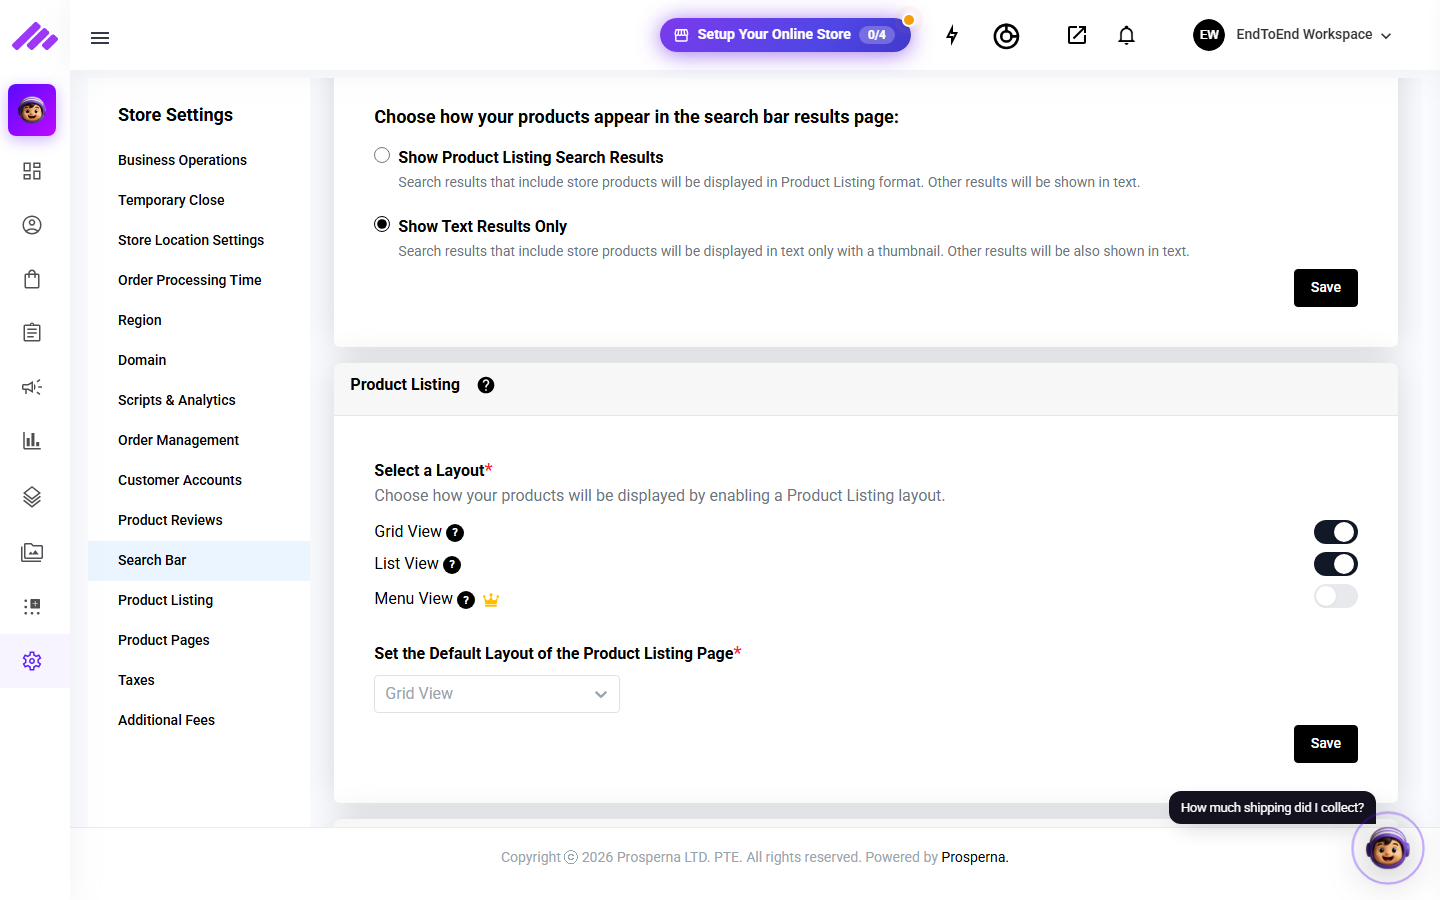 Setup Your Online Store 0/4
EW EndToEnd Workspace
Store Settings
Business Operations
Temporary Close
Store Location Settings
Order Processing Time
Region
Domain
Scripts & Analytics
Order Management
Customer Accounts
Product Reviews
Search Bar
Product Listing
Product Pages
Taxes
Additional Fees
Choose how your products appear in the search bar results page:
Show Product Listing Search Results
Search results that include store products will be displayed in Product Listing format. Other results will be shown in text.
Show Text Results Only
Search results that include store products will be displayed in text only with a thumbnail. Other results will be also shown in text.
Save
Product Listing ?
Select a Layout*
Choose how your products will be displayed by enabling a Product Listing layout.
Grid View ?
List View ?
Menu View ?
Set the Default Layout of the Product Listing Page*
Grid View
Save
How much shipping did I collect?
Copyright © 2026 Prosperna LTD. PTE. All rights reserved. Powered by Prosperna.